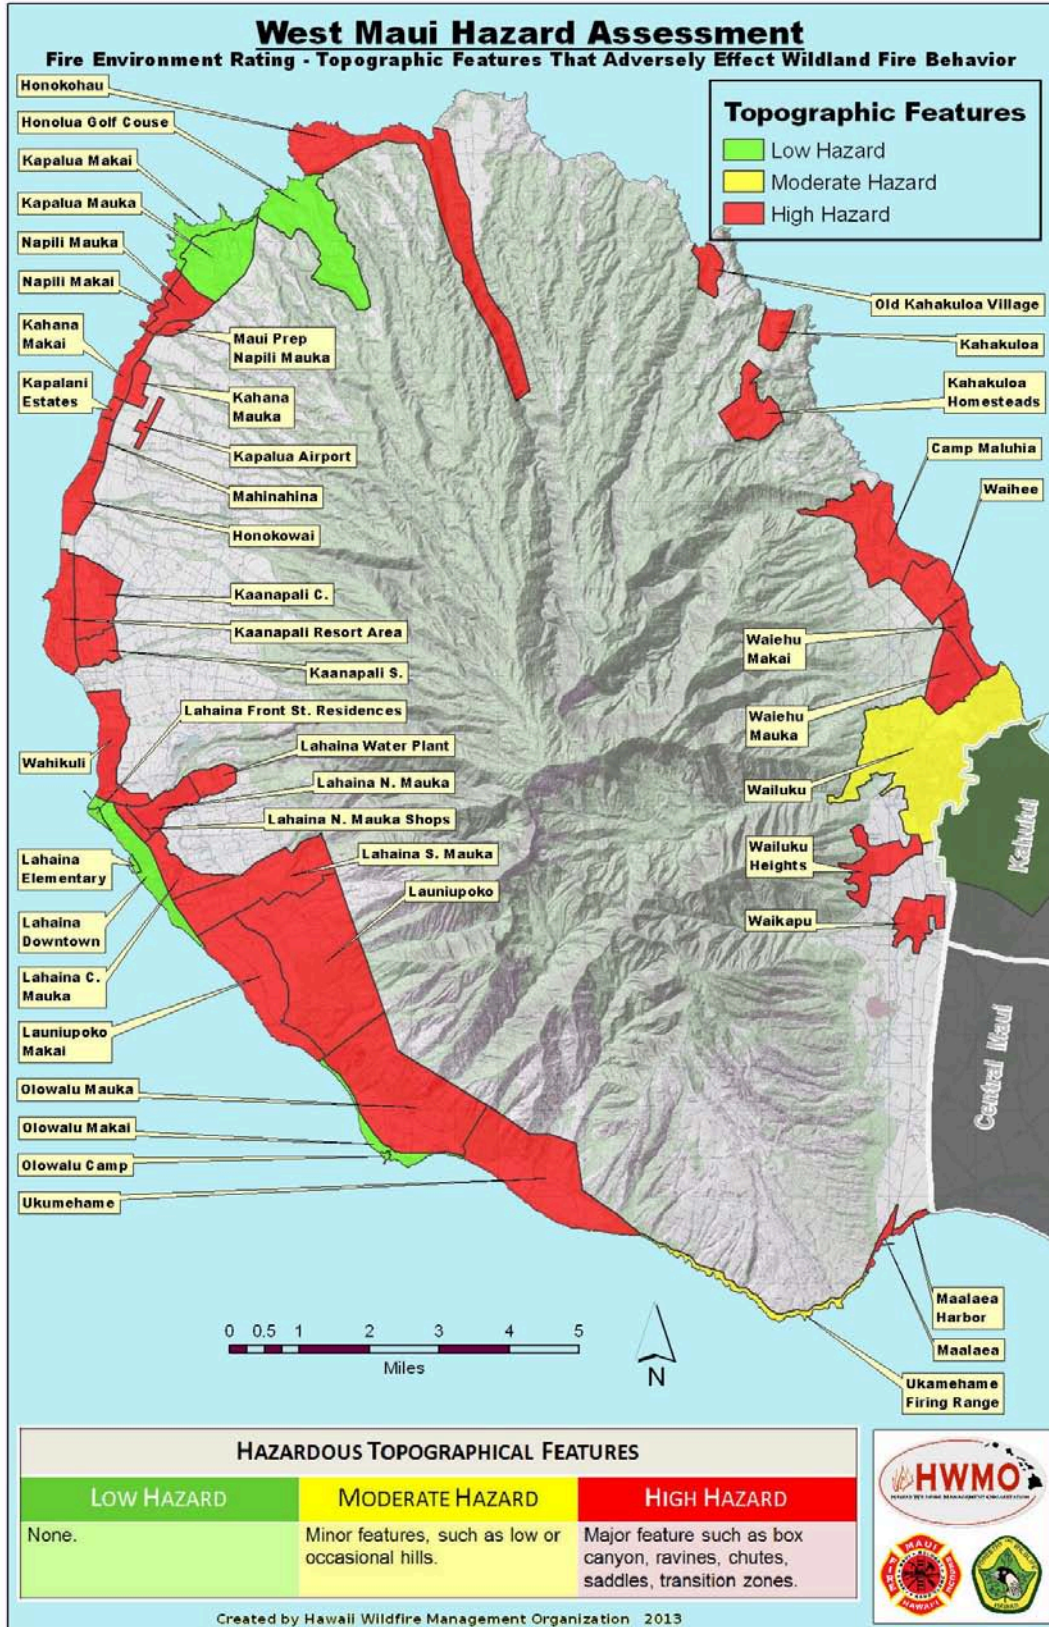 West Maui Hazard Assessment
Fire Environment Rating - Topographic Features That Adversely Effect Wildland Fire Behavior
Honokohau
Honolua Golf Couse
Kapalua Makai
Kapalua Mauka
Napili Mauka
Napili Makai
Kahana
Makai
Kapalani
Estates
Maui Prep
Napili Mauka
Kahana
Mauka
Kapalua Airport
Mahinahina
Honokowai
Kaanapali C.
Kaanapali Resort Area
Kaanapali S.
Lahaina Front St. Residences
Wahikuli
Lahaina Water Plant
Lahaina N. Mauka
Lahaina N. Mauka Shops
Lahaina S. Mauka
Launiupoko
Lahaina
Elementary
Lahaina
Downtown
Lahaina C.
Mauka
Launiupoko
Makai
Olowalu Mauka
Olowalu Makai
Olowalu Camp
Ukumehame
Topographic Features
Low Hazard
Moderate Hazard
High Hazard
Old Kahakuloa Village
Kahakuloa
Kahakuloa
Homesteads
Camp Maluhia
Waihee
Waiehu
Makai
Waiehu
Mauka
Wailuku
Wailuku
Heights
Waikapu
Kahului
Central Maui
Maalaea
Harbor
Maalaea
Ukamehame
Firing Range
0 0.5 1 2 3 4 5
Miles
N
HAZARDOUS TOPOGRAPHICAL FEATURES
LOW HAZARD
MODERATE HAZARD
HIGH HAZARD
None.
Minor features, such as low or
occasional hills.
Major feature such as box
canyon, ravines, chutes,
saddles, transition zones.
HWMO
MAUI
FIRE
HAWAII
Created by Hawaii Wildfire Management Organization 2013